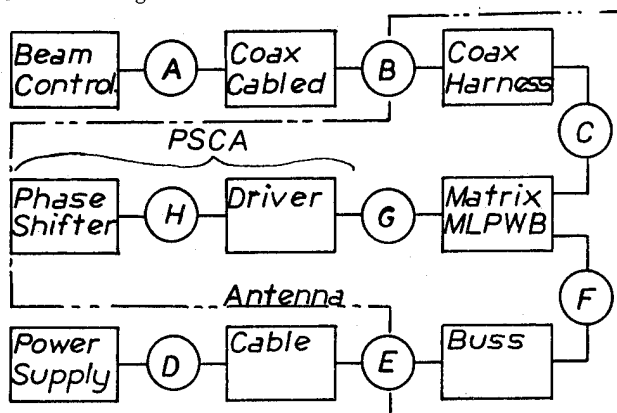 Beam Control.
A
Coax Cabled
B
Coax Harness
C
PSCA
Phase Shifter
H
Driver
G
Matrix MLPWB
F
Antenna
Power Supply
D
Cable
E
Buss